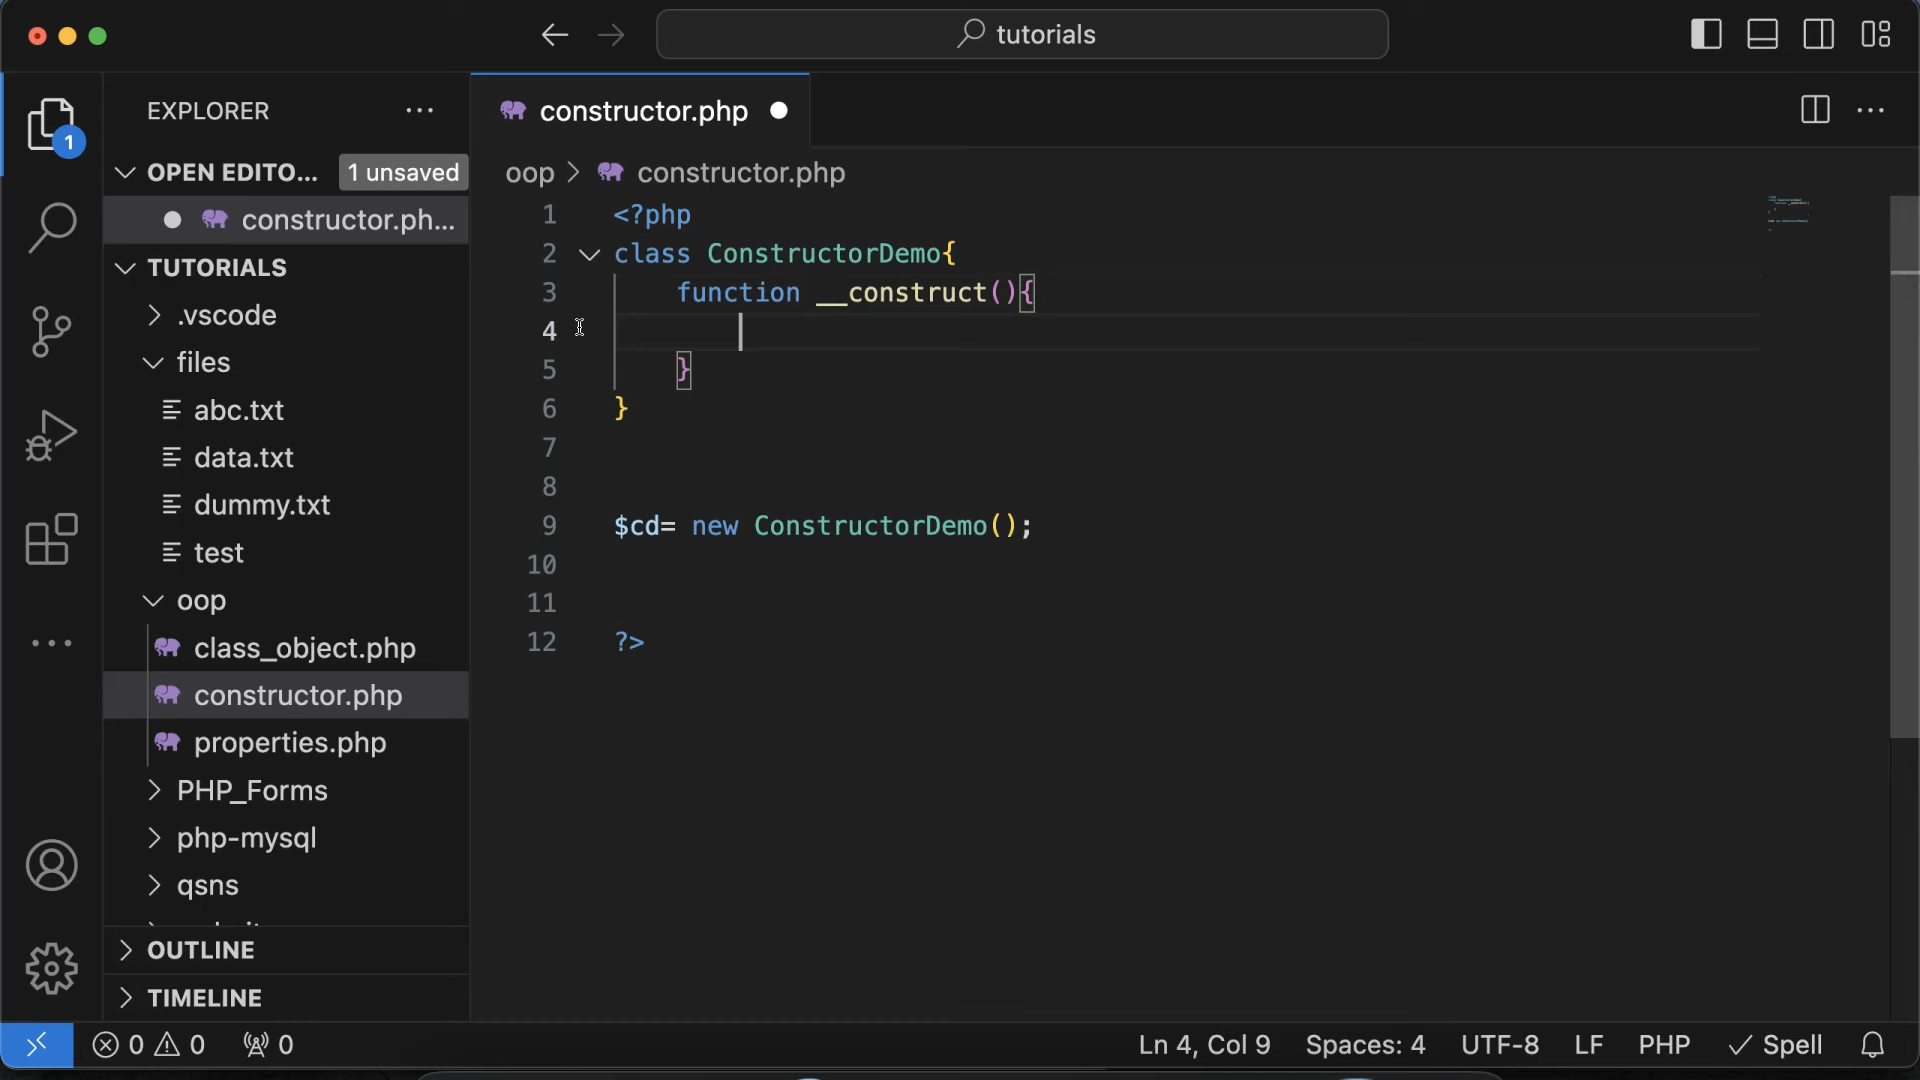 tutorials
EXPLORER
OPEN EDITO...
1 unsaved
constructor.ph...
TUTORIALS
.vscode
files
abc.txt
data.txt
dummy.txt
test
oop
class_object.php
constructor.php
properties.php
PHP_Forms
php-mysql
qsns
OUTLINE
TIMELINE
1
constructor.php
oop > constructor.php
1 <?php
2 class ConstructorDemo{
3 function __construct(){
4
5 }
6 }
7
8
9 $cd= new ConstructorDemo();
10
11
12 ?>
0 0 0
Ln 4, Col 9 Spaces: 4 UTF-8 LF PHP Spell